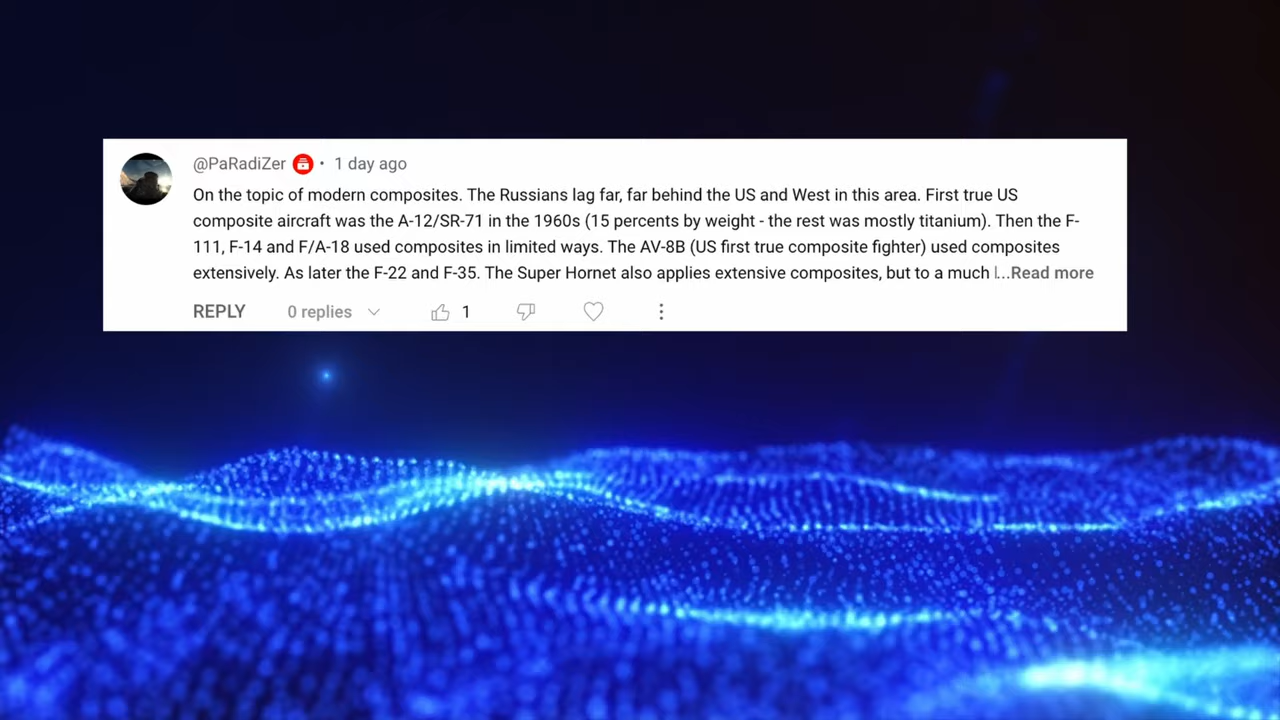 @PaRadiZer • 1 day ago
On the topic of modern composites. The Russians lag far, far behind the US and West in this area. First true US
composite aircraft was the A-12/SR-71 in the 1960s (15 percents by weight - the rest was mostly titanium). Then the F-
111, F-14 and F/A-18 used composites in limited ways. The AV-8B (US first true composite fighter) used composites
extensively. As later the F-22 and F-35. The Super Hornet also applies extensive composites, but to a much l...Read more
REPLY 0 replies 1